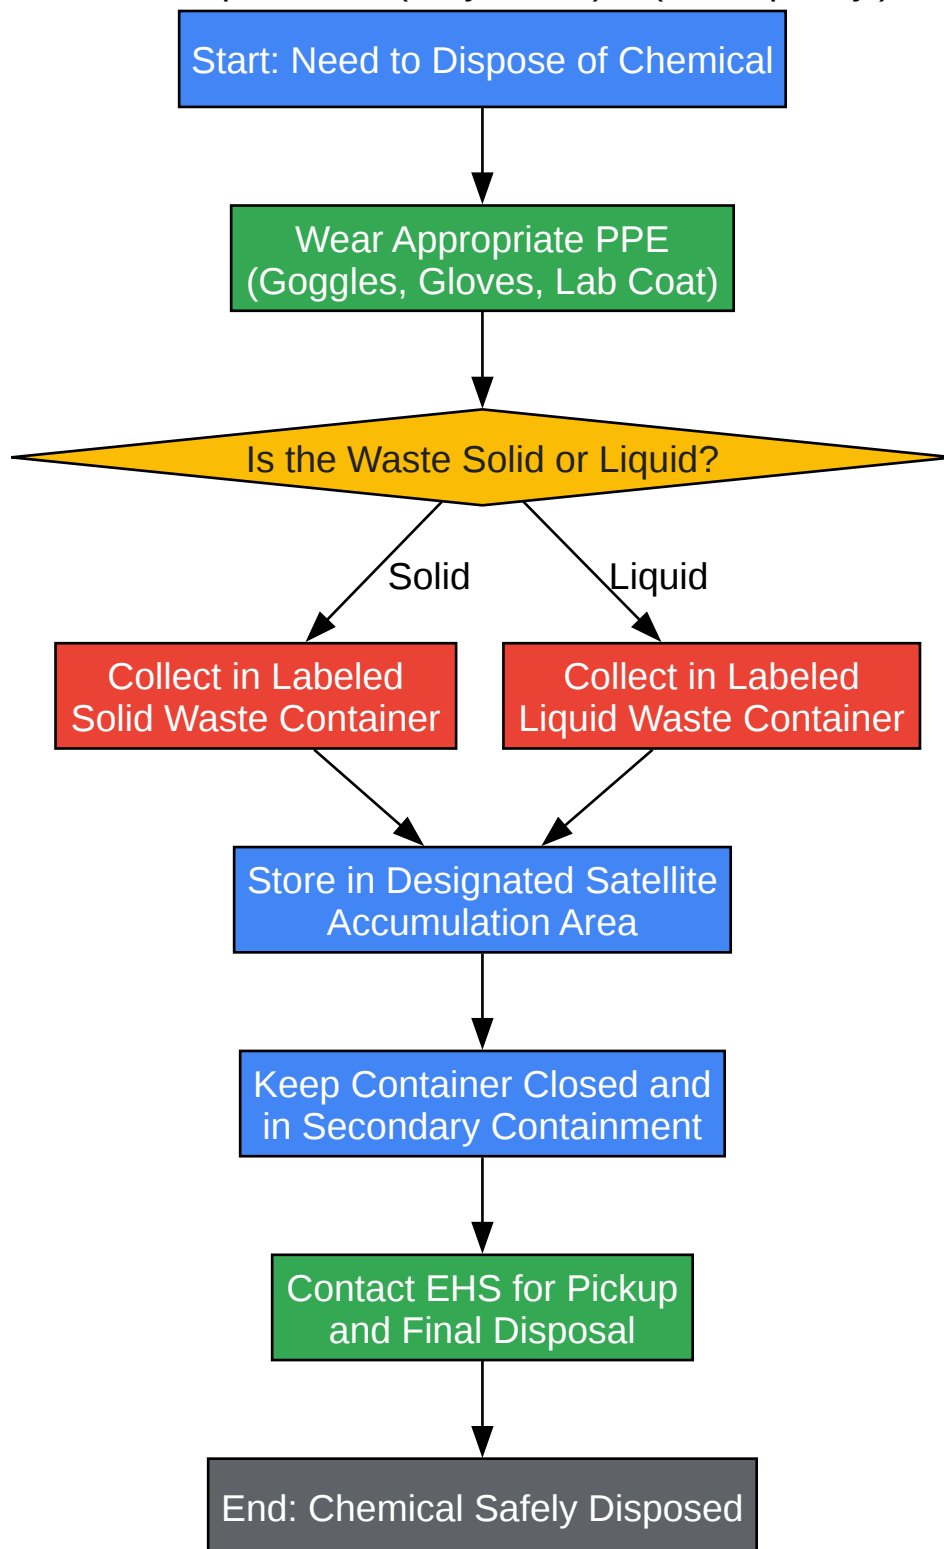 Start: Need to Dispose of Chemical
Wear Appropriate PPE
(Goggles, Gloves, Lab Coat)
Is the Waste Solid or Liquid?
Solid
Liquid
Collect in Labeled
Solid Waste Container
Collect in Labeled
Liquid Waste Container
Store in Designated Satellite
Accumulation Area
Keep Container Closed and
in Secondary Containment
Contact EHS for Pickup
and Final Disposal
End: Chemical Safely Disposed